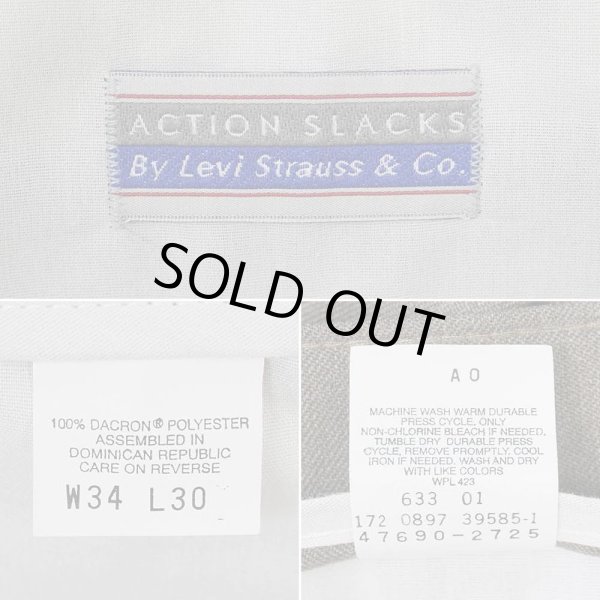 ACTION SLACKS
By Levi Strauss & Co.
SOLD OUT
100% DACRON® POLYESTER
ASSEMBLED IN
DOMINICAN REPUBLIC
CARE ON REVERSE
W34 L30
A0
MACHINE WASH WARM DURABLE
PRESS CYCLE, ONLY
NON-CHLORINE BLEACH IF NEEDED,
TUMBLE DRY DURABLE PRESS
CYCLE, REMOVE PROMPTLY. COOL
IRON IF NEEDED. WASH AND DRY
WITH LIKE COLORS
WPL 423
633 01
172 0897 39585-1
47690-2725